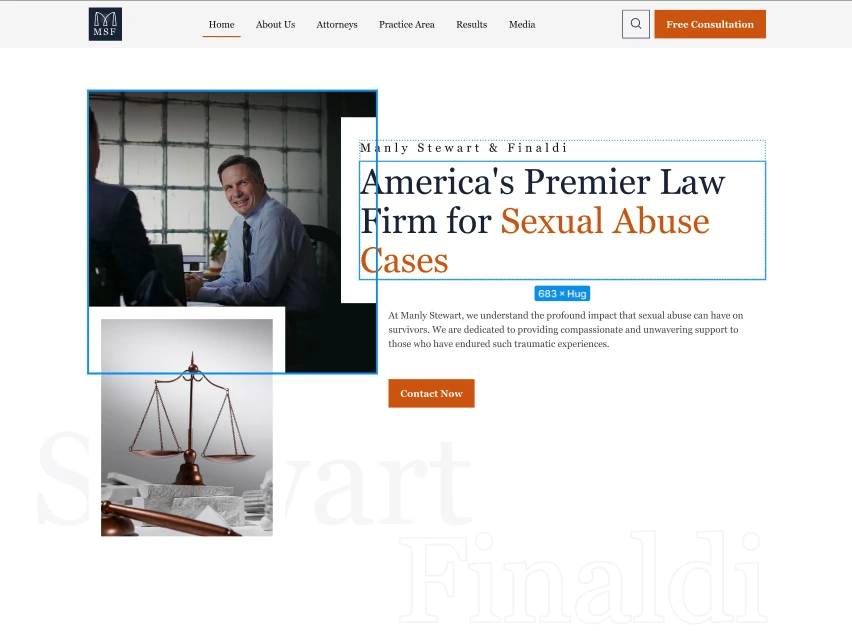 MSF
Home
About Us
Attorneys
Practice Area
Results
Media
Free Consultation
Manly Stewart & Finaldi
America's Premier Law
Firm for Sexual Abuse
Cases
683 × Hug
At Manly Stewart, we understand the profound impact that sexual abuse can have on
survivors. We are dedicated to providing compassionate and unwavering support to
those who have endured such traumatic experiences.
Contact Now
S wart
Finaldi